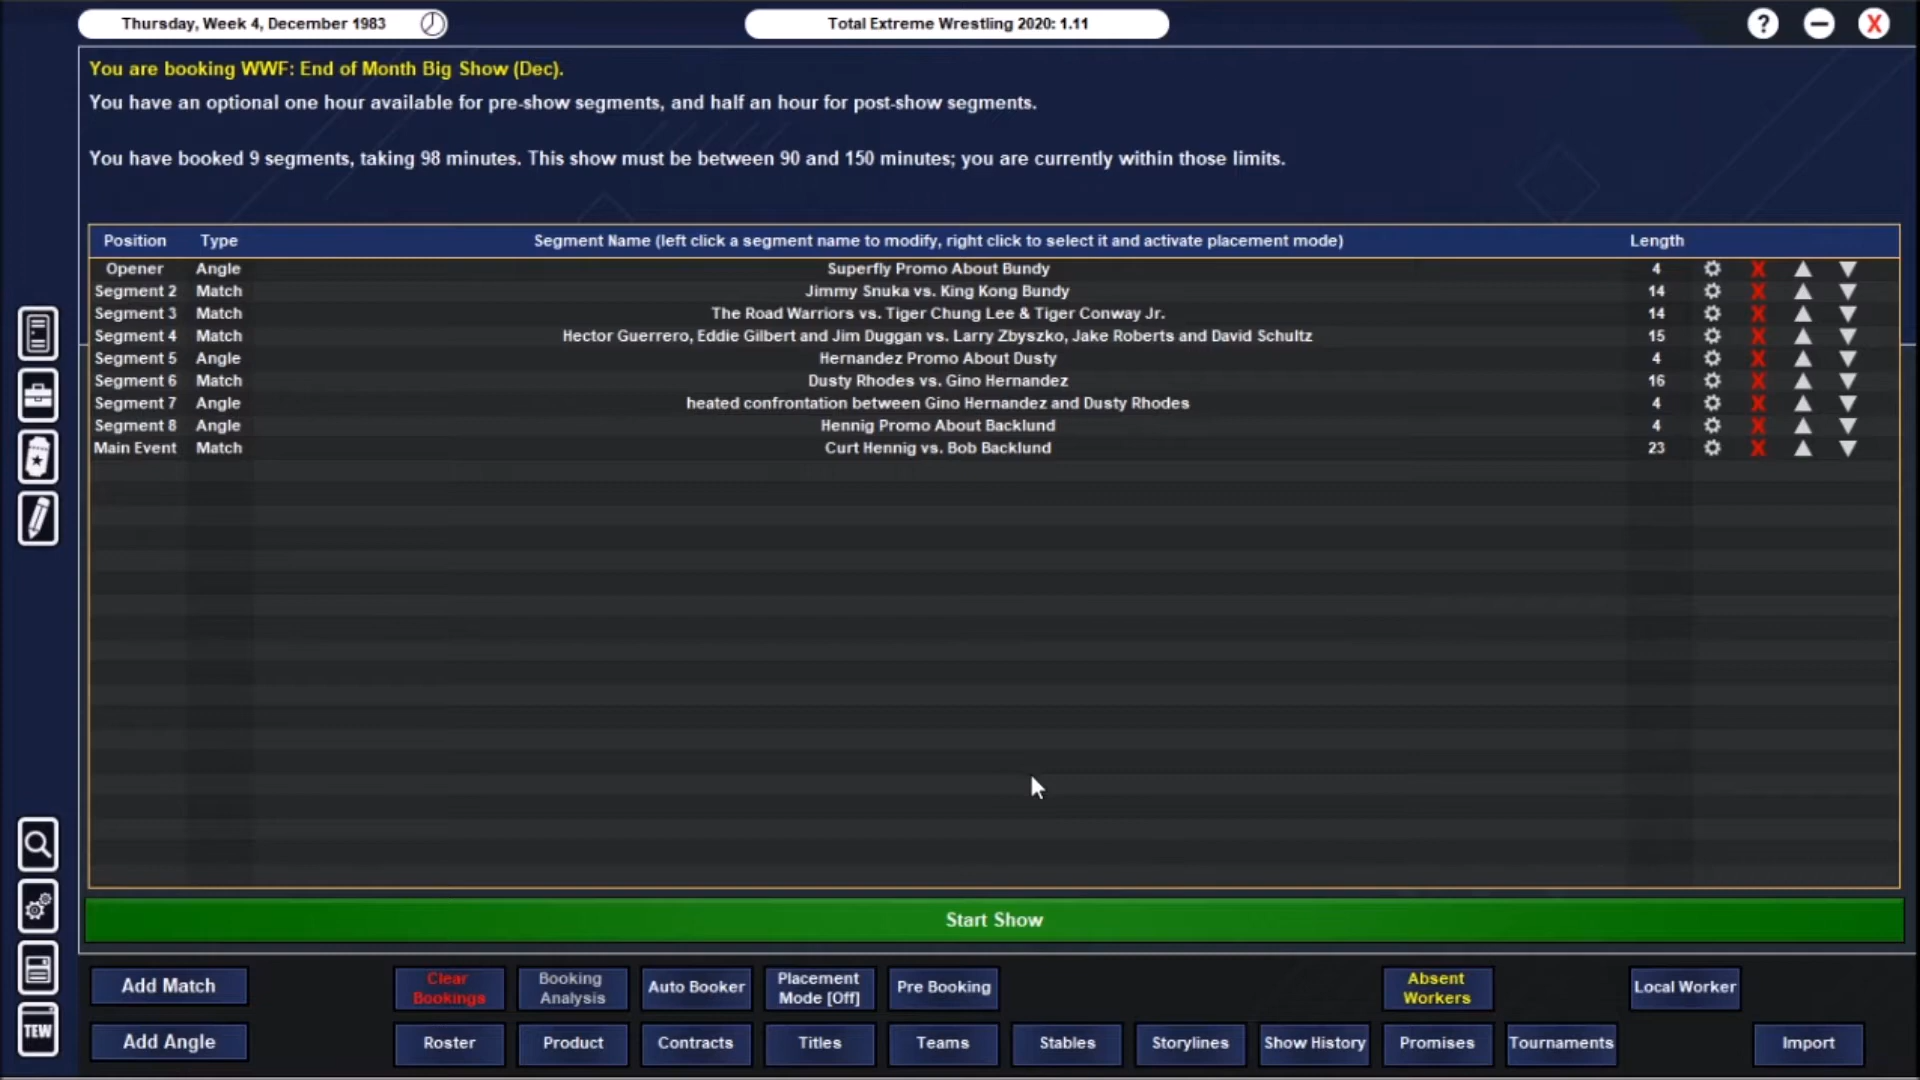 Thursday, Week 4, December 1983
Total Extreme Wrestling 2020: 1.11
?
X
You are booking WWF: End of Month Big Show (Dec).
You have an optional one hour available for pre-show segments, and half an hour for post-show segments.
You have booked 9 segments, taking 98 minutes. This show must be between 90 and 150 minutes; you are currently within those limits.
Position Type Segment Name (left click a segment name to modify, right click to select it and activate placement mode) Length
Opener Angle Superfly Promo About Bundy 4 X
Segment 2 Match Jimmy Snuka vs. King Kong Bundy 14 X
Segment 3 Match The Road Warriors vs. Tiger Chung Lee & Tiger Conway Jr. 14 X
Segment 4 Match Hector Guerrero, Eddie Gilbert and Jim Duggan vs. Larry Zbyszko, Jake Roberts and David Schultz 15 X
Segment 5 Angle Hernandez Promo About Dusty 4 X
Segment 6 Match Dusty Rhodes vs. Gino Hernandez 16 X
Segment 7 Angle heated confrontation between Gino Hernandez and Dusty Rhodes 4 X
Segment 8 Angle Hennig Promo About Backlund 4 X
Main Event Match Curt Hennig vs. Bob Backlund 23 X
Start Show
Add Match
Clear
Bookings
Booking
Analysis
Auto Booker
Placement
Mode [Off]
Pre Booking
Absent
Workers
Local Worker
TEW
Add Angle
Roster
Product
Contracts
Titles
Teams
Stables
Storylines
Show History
Promises
Tournaments
Import